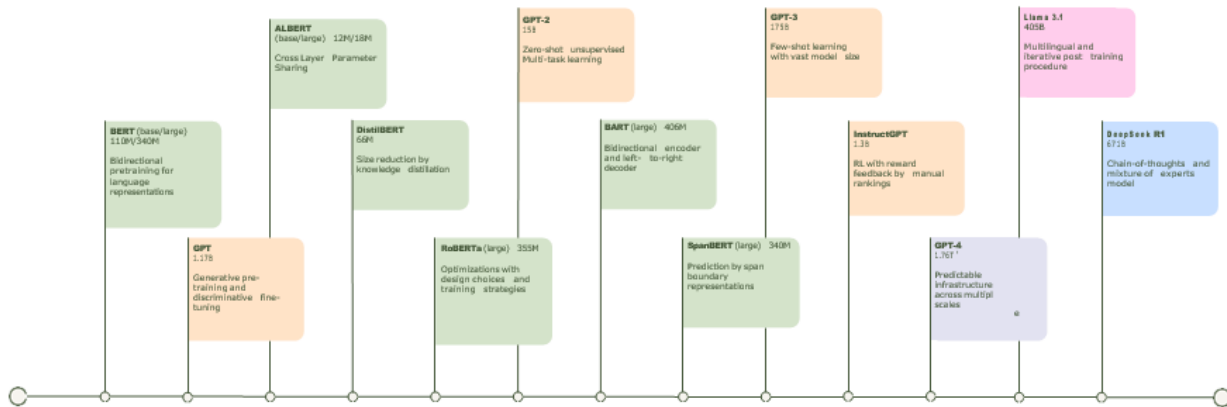 BERT (base/large)
110M/340M
Bidirectional
pretraining for
language
representations
GPT
1.17B
Generative pre-
training and
discriminative fine-
tuning
ALBERT
(base/large) 12M/18M
Cross Layer Parameter
Sharing
DistilBERT
66M
Size reduction by
knowledge distillation
RoBERTa (large) 355M
Optimizations with
design choices and
training strategies
GPT-2
15B
Zero-shot unsupervised
Multi-task learning
BART (large) 406M
Bidirectional encoder
and left- to-right
decoder
SpanBERT (large) 340M
Prediction by span
boundary
representations
GPT-3
175B
Few-shot learning
with vast model size
InstructGPT
1.3B
RL with reward
feedback by manual
rankings
GPT-4
1.76T *
Predictable
infrastructure
across multipl
e
scales
Llama 3.1
405B
Multilingual and
iterative post training
procedure
DeepSeek R1
671B
Chain-of-thoughts and
mixture of experts
model